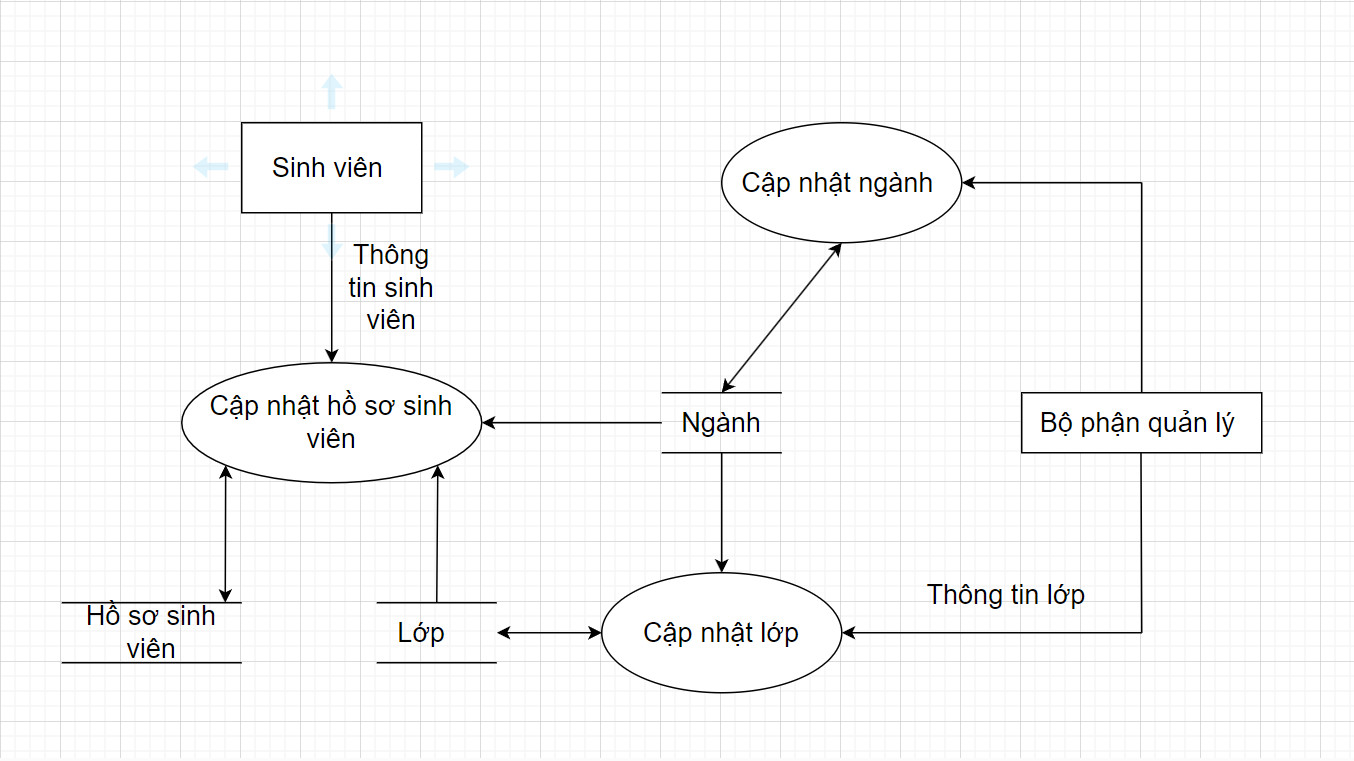 Sinh viên
Cập nhật ngành
Thông
tin sinh
viên
Cập nhật hồ sơ sinh
viên
Ngành
Bộ phận quản lý
Thông tin lớp
Hồ sơ sinh
viên
Lớp
Cập nhật lớp